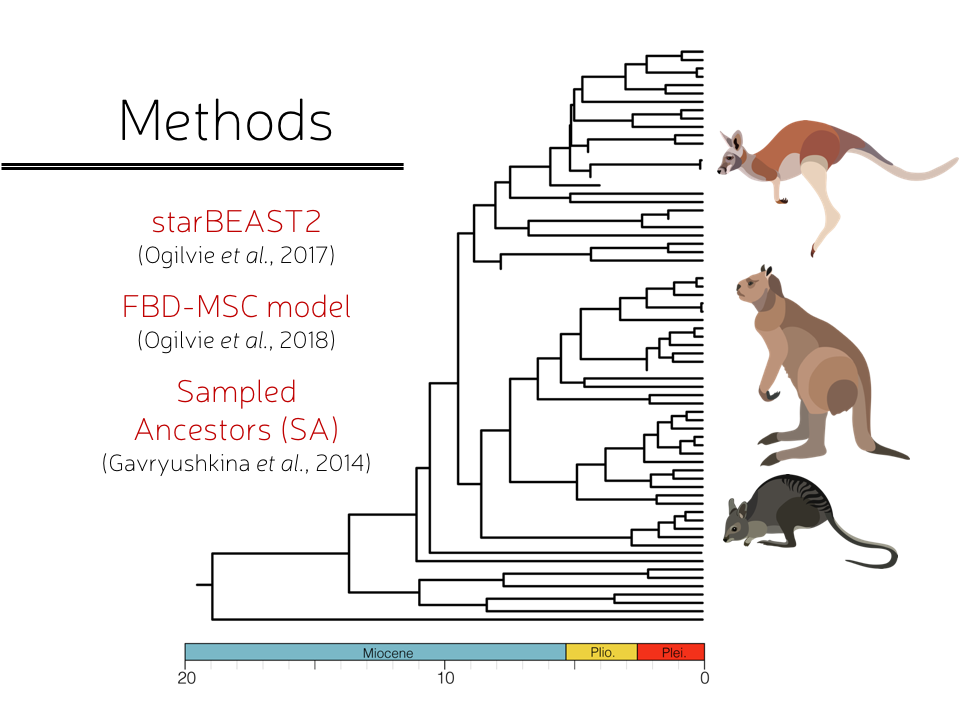 Methods
starBEAST2
(Ogilvie et al., 2017)
FBD-MSC model
(Ogilvie et al., 2018)
Sampled
Ancestors (SA)
(Gavryushkina et al., 2014)
Miocene Plio. Plei.
20 10 0